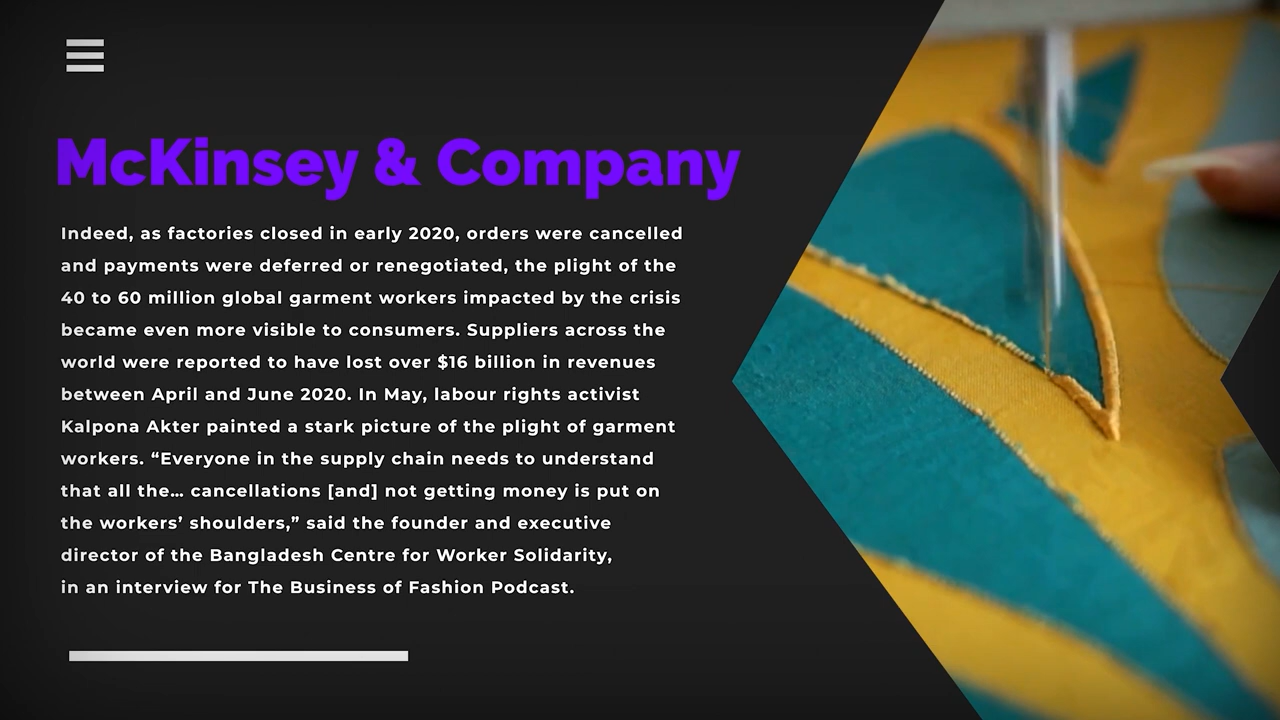 McKinsey & Company
Indeed, as factories closed in early 2020, orders were cancelled
and payments were deferred or renegotiated, the plight of the
40 to 60 million global garment workers impacted by the crisis
became even more visible to consumers. Suppliers across the
world were reported to have lost over $16 billion in revenues
between April and June 2020. In May, labour rights activist
Kalpona Akter painted a stark picture of the plight of garment
workers. “Everyone in the supply chain needs to understand
that all the… cancellations [and] not getting money is put on
the workers’ shoulders,” said the founder and executive
director of the Bangladesh Centre for Worker Solidarity,
in an interview for The Business of Fashion Podcast.